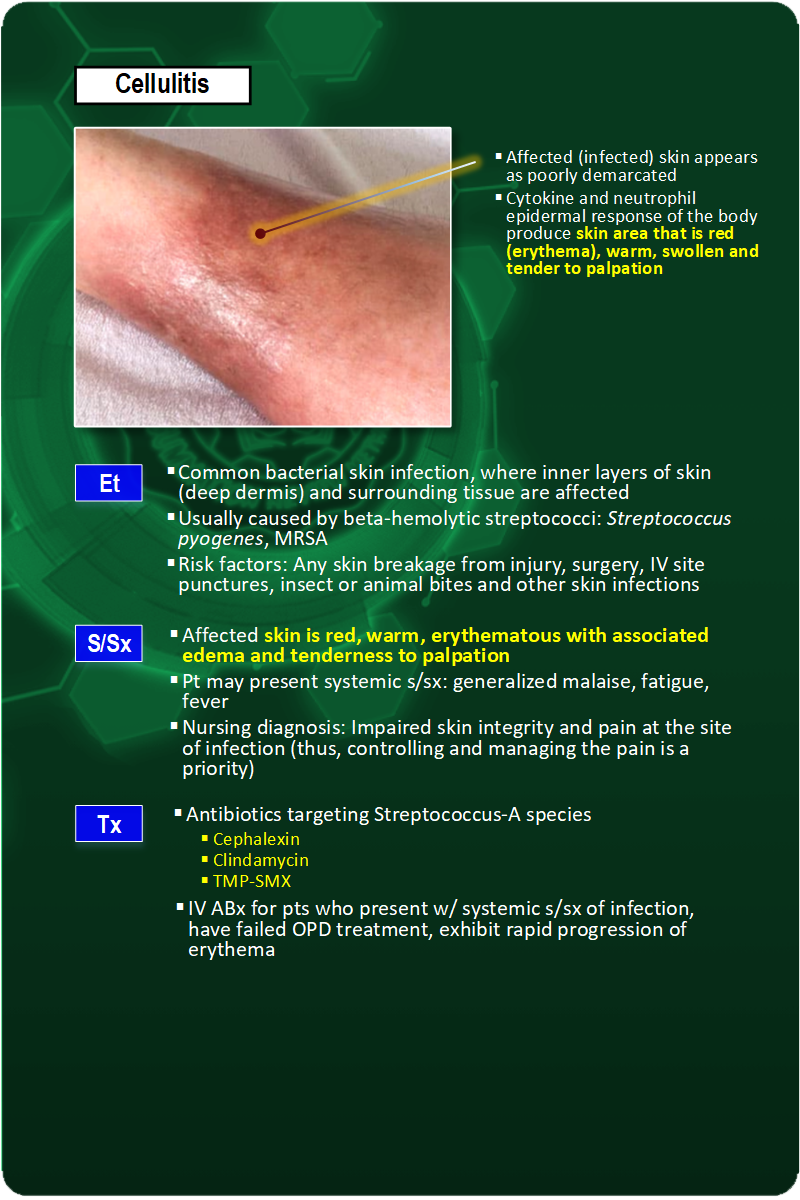 Cellulitis
▪ Affected (infected) skin appears
as poorly demarcated
▪ Cytokine and neutrophil
epidermal response of the body
produce skin area that is red
(erythema), warm, swollen and
tender to palpation
Et
▪ Common bacterial skin infection, where inner layers of skin
(deep dermis) and surrounding tissue are affected
▪ Usually caused by beta-hemolytic streptococci: Streptococcus
pyogenes, MRSA
▪ Risk factors: Any skin breakage from injury, surgery, IV site
punctures, insect or animal bites and other skin infections
S/Sx
▪ Affected skin is red, warm, erythematous with associated
edema and tenderness to palpation
▪ Pt may present systemic s/sx: generalized malaise, fatigue,
fever
▪ Nursing diagnosis: Impaired skin integrity and pain at the site
of infection (thus, controlling and managing the pain is a
priority)
Tx
▪ Antibiotics targeting Streptococcus-A species
▪ Cephalexin
▪ Clindamycin
▪ TMP-SMX
▪ IV ABx for pts who present w/ systemic s/sx of infection,
have failed OPD treatment, exhibit rapid progression of
erythema